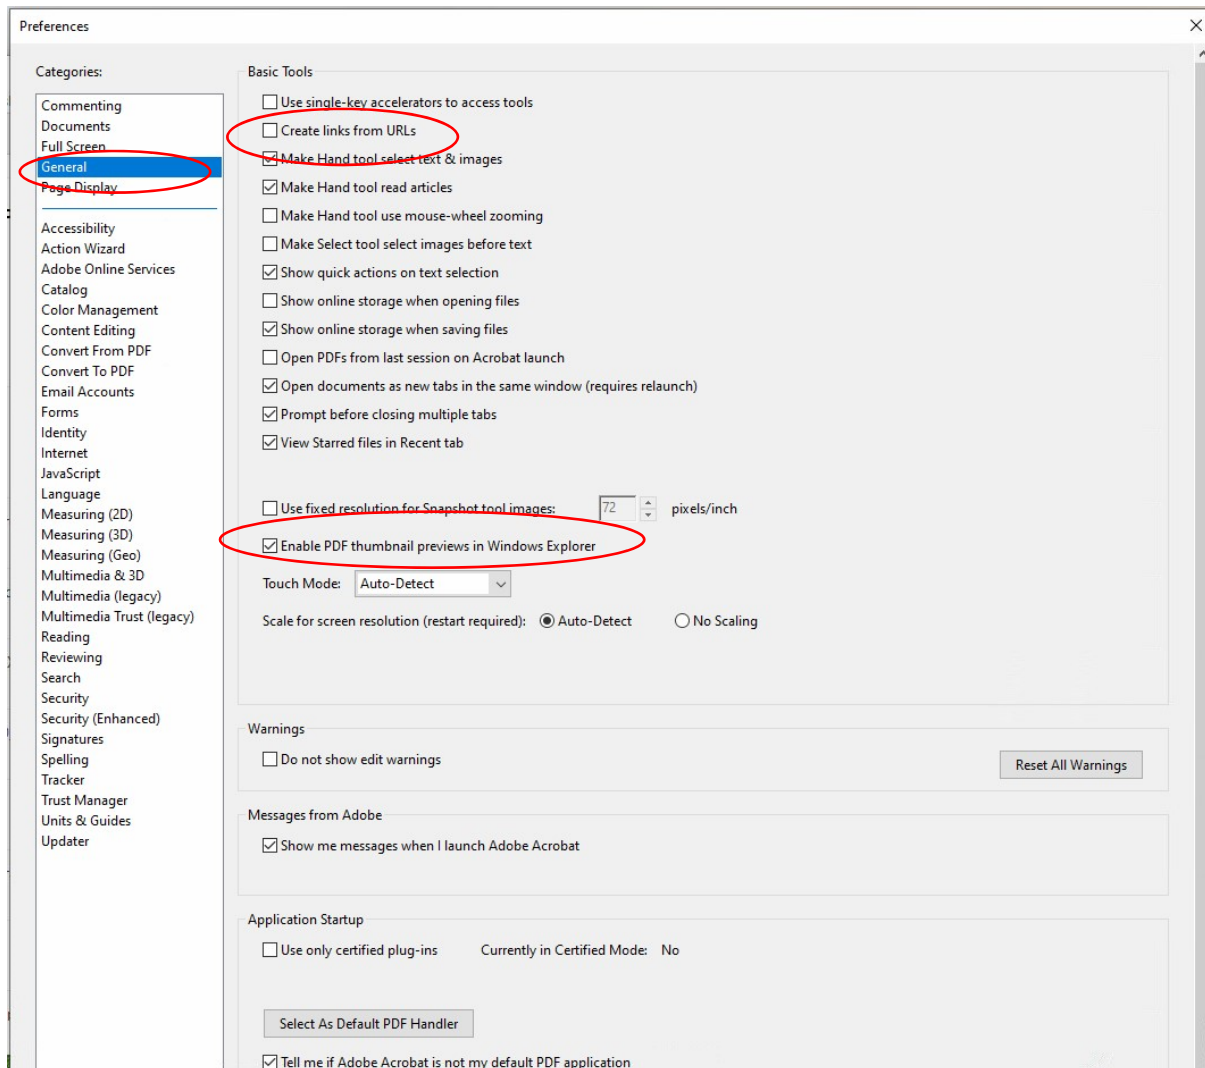 Preferences
Categories:
Commenting
Documents
Full Screen
General
Page Display
Accessibility
Action Wizard
Adobe Online Services
Catalog
Color Management
Content Editing
Convert From PDF
Convert To PDF
Email Accounts
Forms
Identity
Internet
JavaScript
Language
Measuring (2D)
Measuring (3D)
Measuring (Geo)
Multimedia & 3D
Multimedia (legacy)
Multimedia Trust (legacy)
Reading
Reviewing
Search
Security
Security (Enhanced)
Signatures
Spelling
Tracker
Trust Manager
Units & Guides
Updater
Basic Tools
Use single-key accelerators to access tools
Create links from URLs
Make Hand tool select text & images
Make Hand tool read articles
Make Hand tool use mouse-wheel zooming
Make Select tool select images before text
Show quick actions on text selection
Show online storage when opening files
Show online storage when saving files
Open PDFs from last session on Acrobat launch
Open documents as new tabs in the same window (requires relaunch)
Prompt before closing multiple tabs
View Starred files in Recent tab
Use fixed resolution for Snapshot tool images: 72 pixels/inch
Enable PDF thumbnail previews in Windows Explorer
Touch Mode: Auto-Detect
Scale for screen resolution (restart required): Auto-Detect No Scaling
Warnings
Do not show edit warnings
Reset All Warnings
Messages from Adobe
Show me messages when I launch Adobe Acrobat
Application Startup
Use only certified plug-ins Currently in Certified Mode: No
Select As Default PDF Handler
Tell me if Adobe Acrobat is not my default PDF application